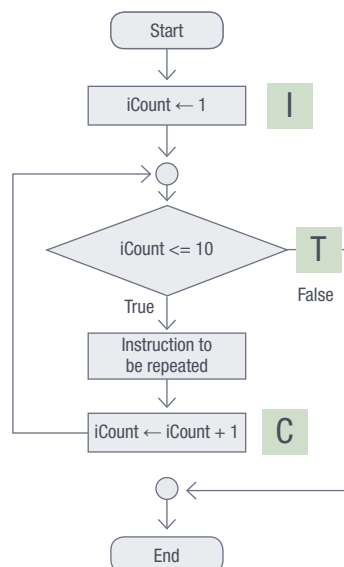 Start
iCount ← 1
I
iCount <= 10
T
False
True
Instruction to
be repeated
iCount ← iCount + 1
C
End